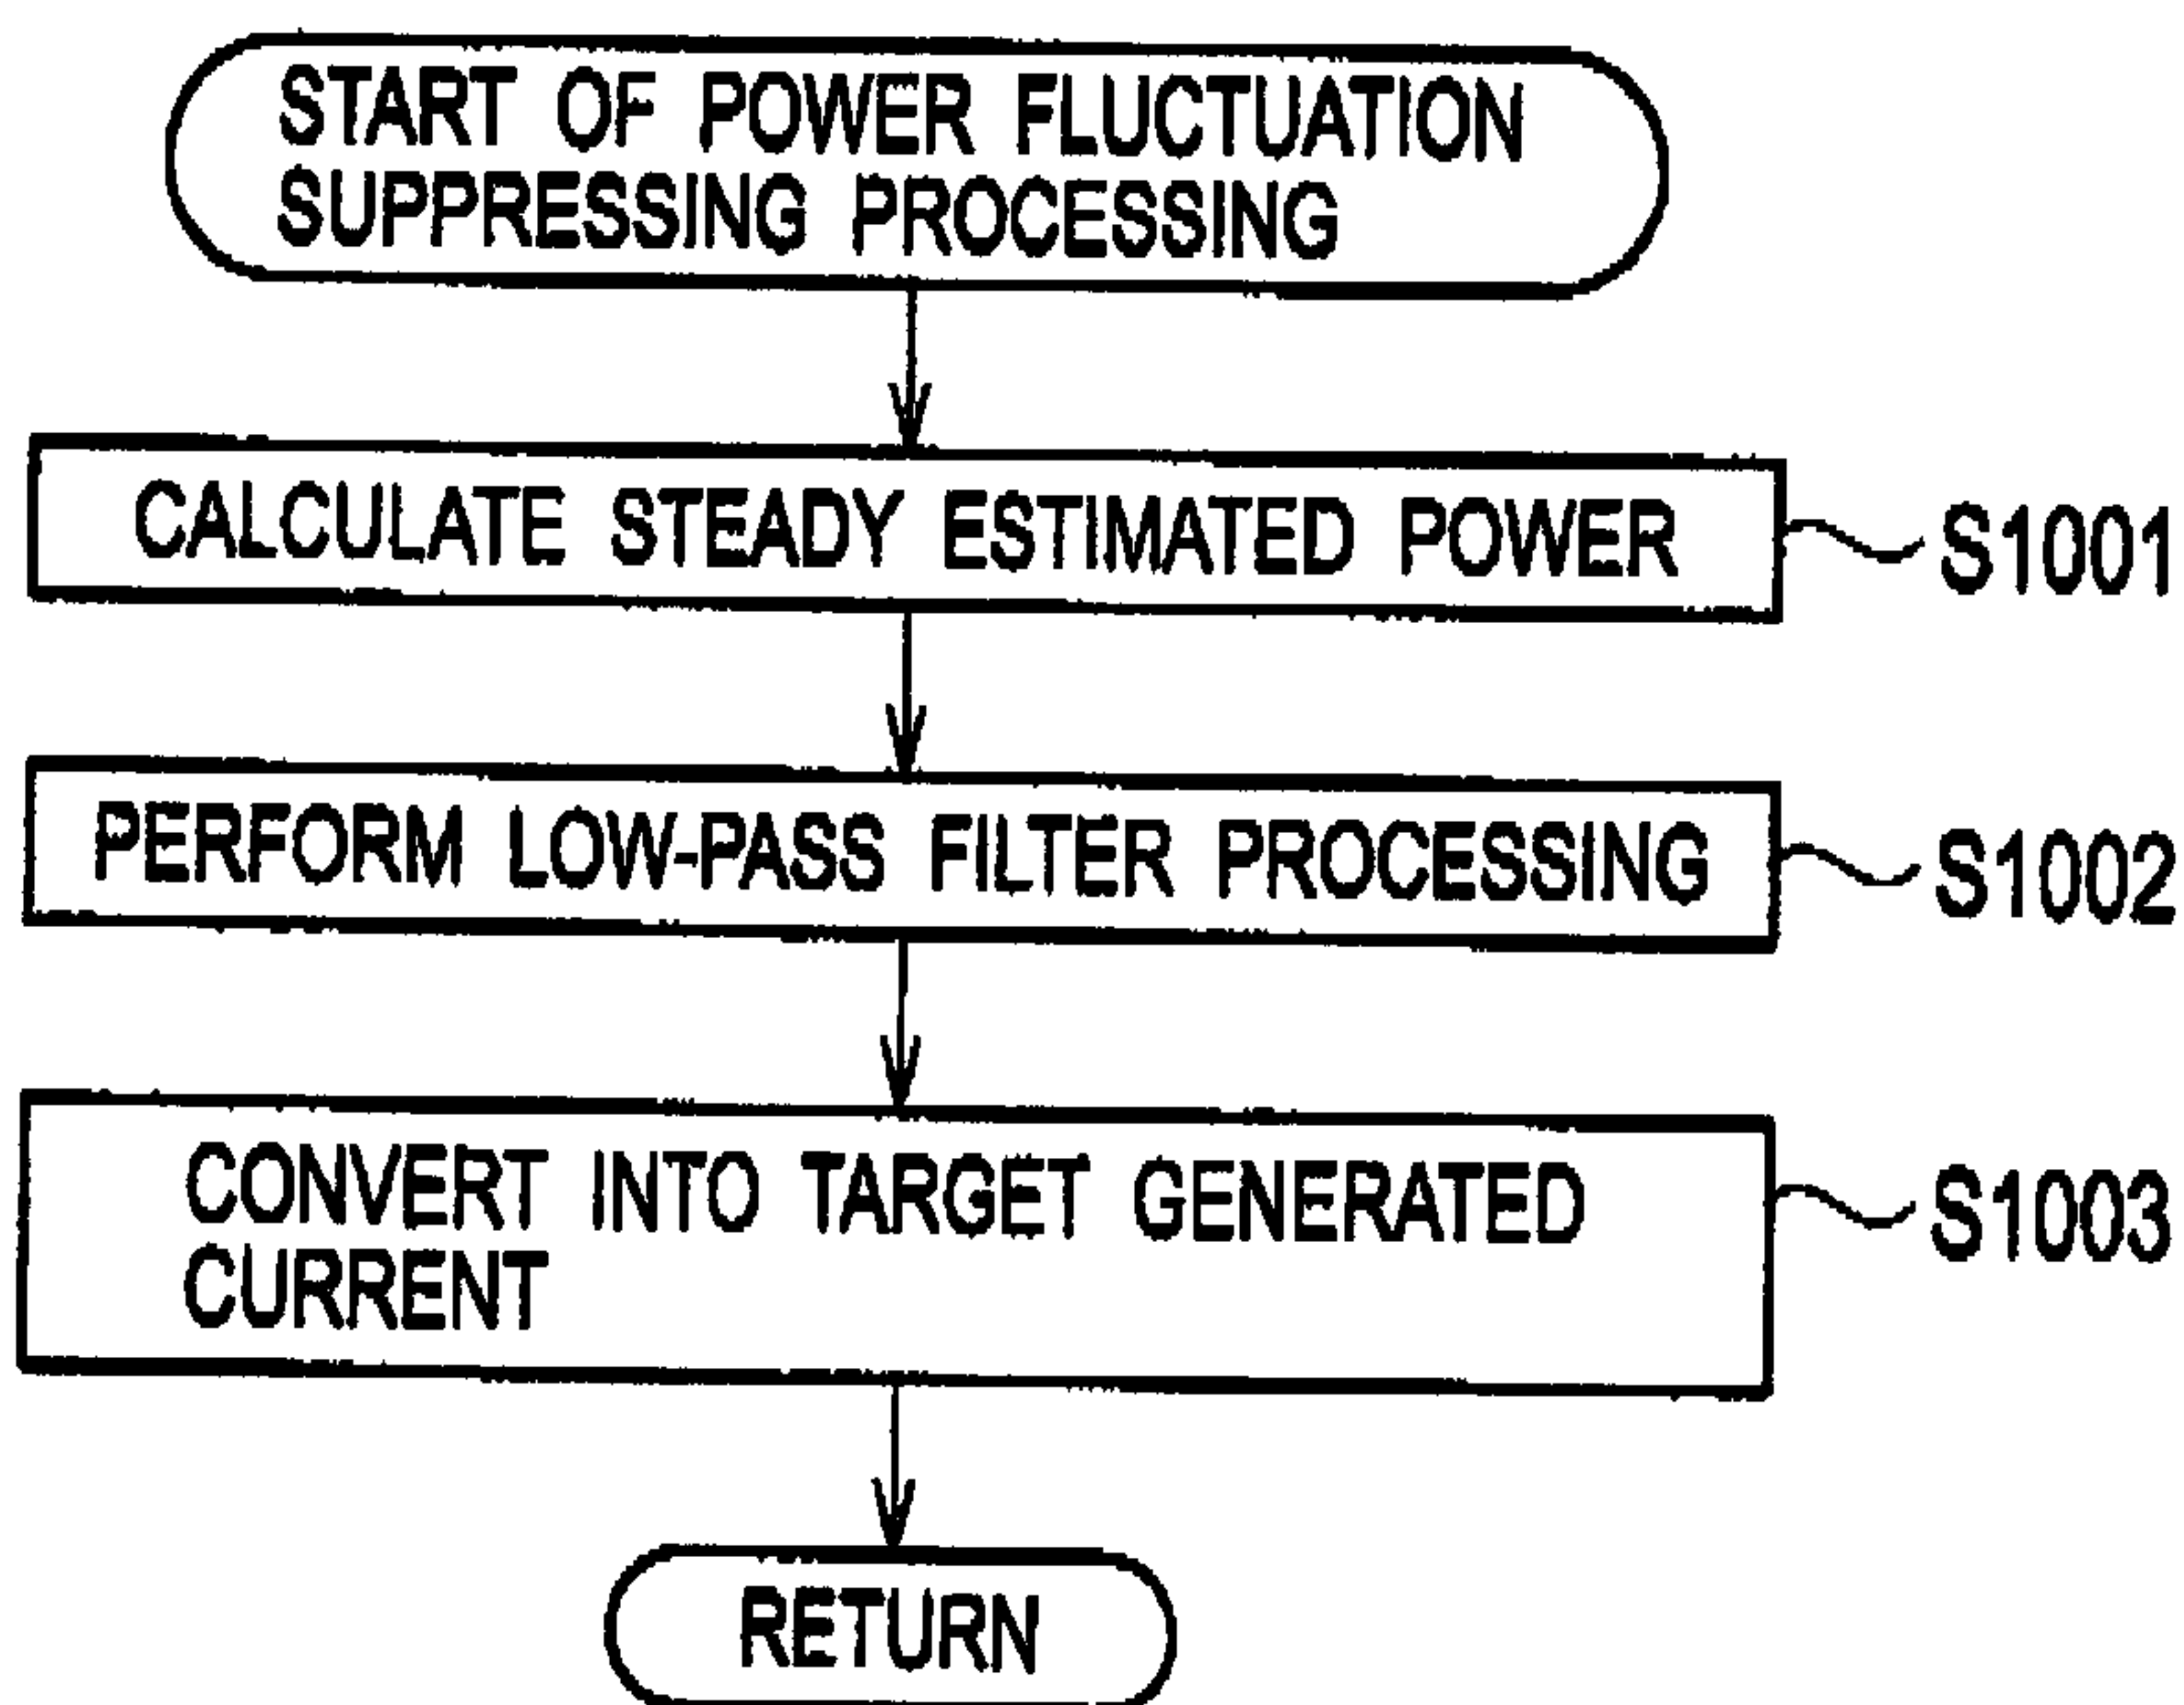 START OF POWER FLUCTUATION
SUPPRESSING PROCESSING
CALCULATE STEADY ESTIMATED POWER
S1001
PERFORM LOW-PASS FILTER PROCESSING
S1002
CONVERT INTO TARGET GENERATED
CURRENT
S1003
RETURN